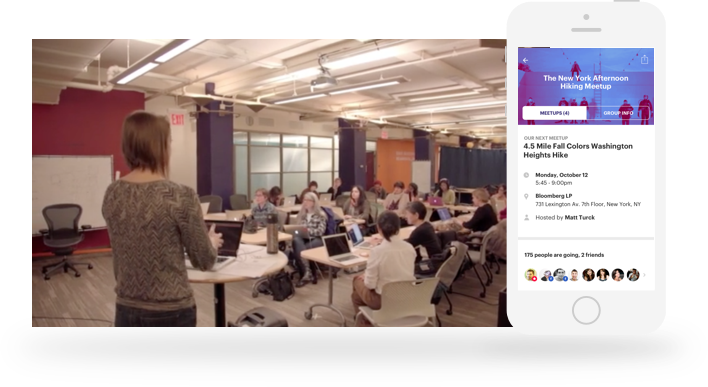 EXIT
The New York Afternoon
Hiking Meetup
MEETUPS (4)
GROUP INFO
OUR NEXT MEETUP
4.5 Mile Fall Colors Washington
Heights Hike
Monday, October 12
5:45 - 9:00pm
Bloomberg LP
731 Lexington Av, 7th Floor, New York, NY
Hosted by Matt Turck
175 people are going, 2 friends